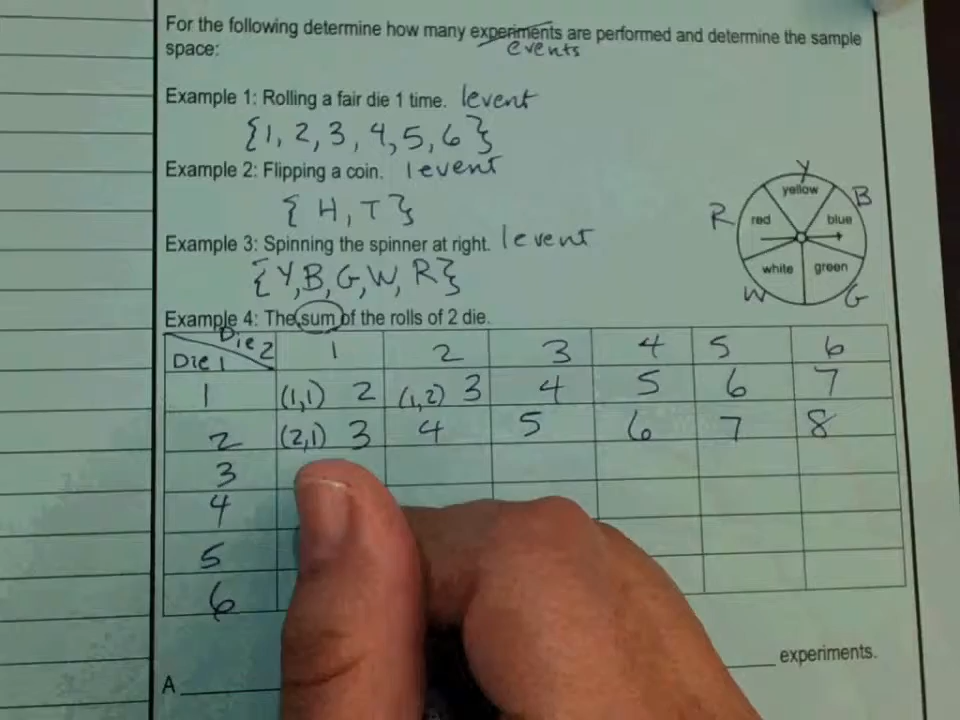 For the following determine how many experiments are performed and determine the sample
events
space:
Example 1: Rolling a fair die 1 time. 1 event
{1, 2, 3, 4, 5, 6}
Example 2: Flipping a coin. 1 event
{ H, T }
Example 3: Spinning the spinner at right. 1 event
{Y, B, G, W, R}
Y
yellow
B
R red blue
white green
W G
Example 4: The sum of the rolls of 2 die.
Die 2
Die 1 1 2 3 4 5 6
1 (1,1) 2 (1,2) 3 4 5 6 7
2 (2,1) 3 4 5 6 7 8
3
4
5
6
experiments.
A